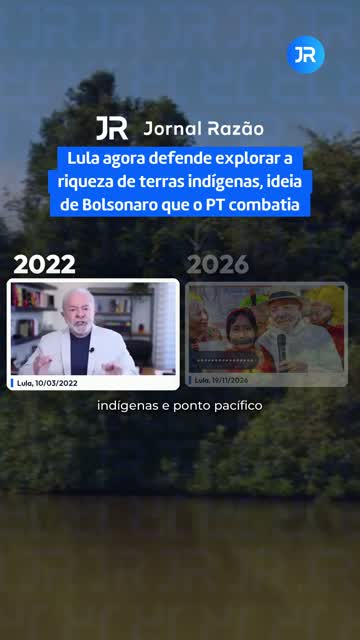 JR
JR Jornal Razão
Lula agora defende explorar a
riqueza de terras indígenas, ideia
de Bolsonaro que o PT combatia
2022
2026
Lula, 10/03/2022
Lula, 19/11/2026
indígenas e ponto pacífico